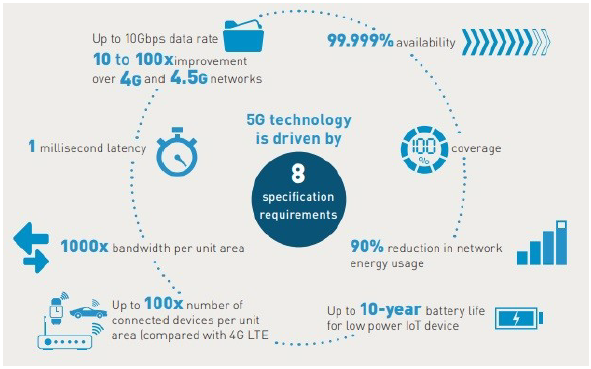 Up to 10Gbps data rate
10 to 100x improvement
over 4G and 4.5G networks
99.999% availability
5G technology
is driven by
8
specification
requirements
1 millisecond latency
100
%
coverage
1000x bandwidth per unit area
90% reduction in network
energy usage
Up to 100x number of
connected devices per unit
area (compared with 4G LTE
Up to 10-year battery life
for low power IoT device